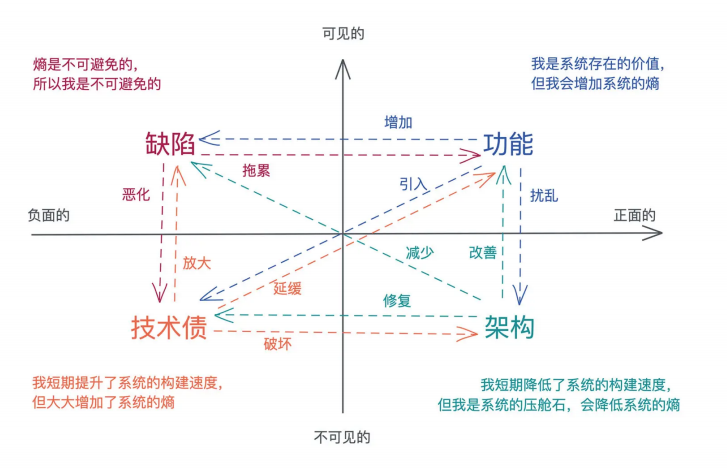 可见的
熵是不可避免的，
所以我是不可避免的
我是系统存在的价值，
但我会增加系统的熵
增加
缺陷
功能
拖累
引入
恶化
扰乱
负面的
正面的
减少
改善
放大
延缓
修复
技术债
架构
破坏
我短期提升了系统的构建速度，
但大大增加了系统的熵
我短期降低了系统的构建速度，
但我是系统的压舱石，会降低系统的熵
不可见的